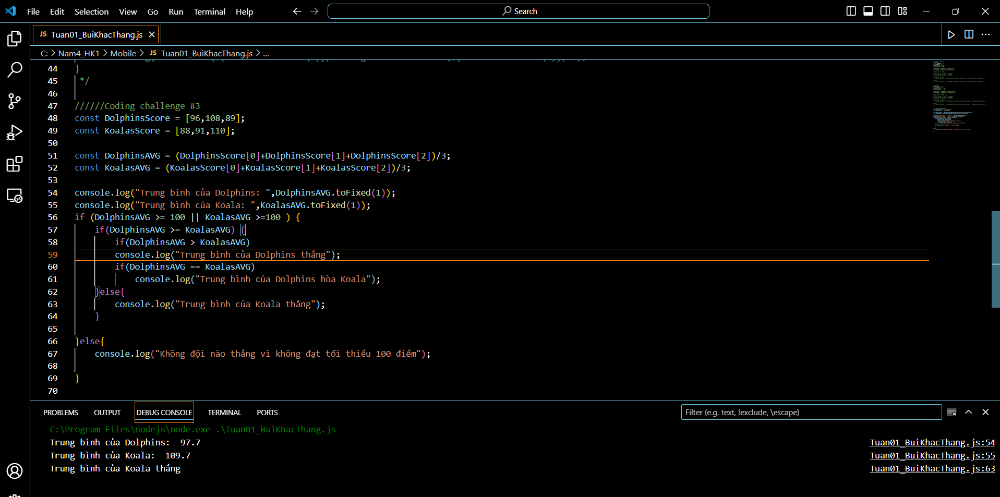 File Edit Selection View Go Run Terminal Help Search
JS Tuan01_BuiKhacThang.js
C: > Nam4_HK1 > Mobile > JS Tuan01_BuiKhacThang.js > ...
44 }
45 */
46
47 //////Coding challenge #3
48 const DolphinsScore = [96,108,89];
49 const KoalasScore = [88,91,110];
50
51 const DolphinsAVG = (DolphinsScore[0]+DolphinsScore[1]+DolphinsScore[2])/3;
52 const KoalasAVG = (KoalasScore[0]+KoalasScore[1]+KoalasScore[2])/3;
53
54 console.log("Trung bình của Dolphins: ",DolphinsAVG.toFixed(1));
55 console.log("Trung bình của Koala: ",KoalasAVG.toFixed(1));
56 if (DolphinsAVG >= 100 || KoalasAVG >=100 ) {
57 if(DolphinsAVG >= KoalasAVG) {
58 if(DolphinsAVG > KoalasAVG)
59 console.log("Trung bình của Dolphins thắng");
60 if(DolphinsAVG == KoalasAVG)
61 console.log("Trung bình của Dolphins hòa Koala");
62 }else{
63 console.log("Trung bình của Koala thắng");
64 }
65
66 }else{
67 console.log("Không đội nào thắng vì không đạt tối thiểu 100 điểm");
68
69 }
70
PROBLEMS OUTPUT DEBUG CONSOLE TERMINAL PORTS Filter (e.g. text, !exclude, \escape)
C:\Program Files\nodejs\node.exe .\Tuan01_BuiKhacThang.js
Trung bình của Dolphins:  97.7 Tuan01_BuiKhacThang.js:54
Trung bình của Koala:  109.7 Tuan01_BuiKhacThang.js:55
Trung bình của Koala thắng Tuan01_BuiKhacThang.js:63